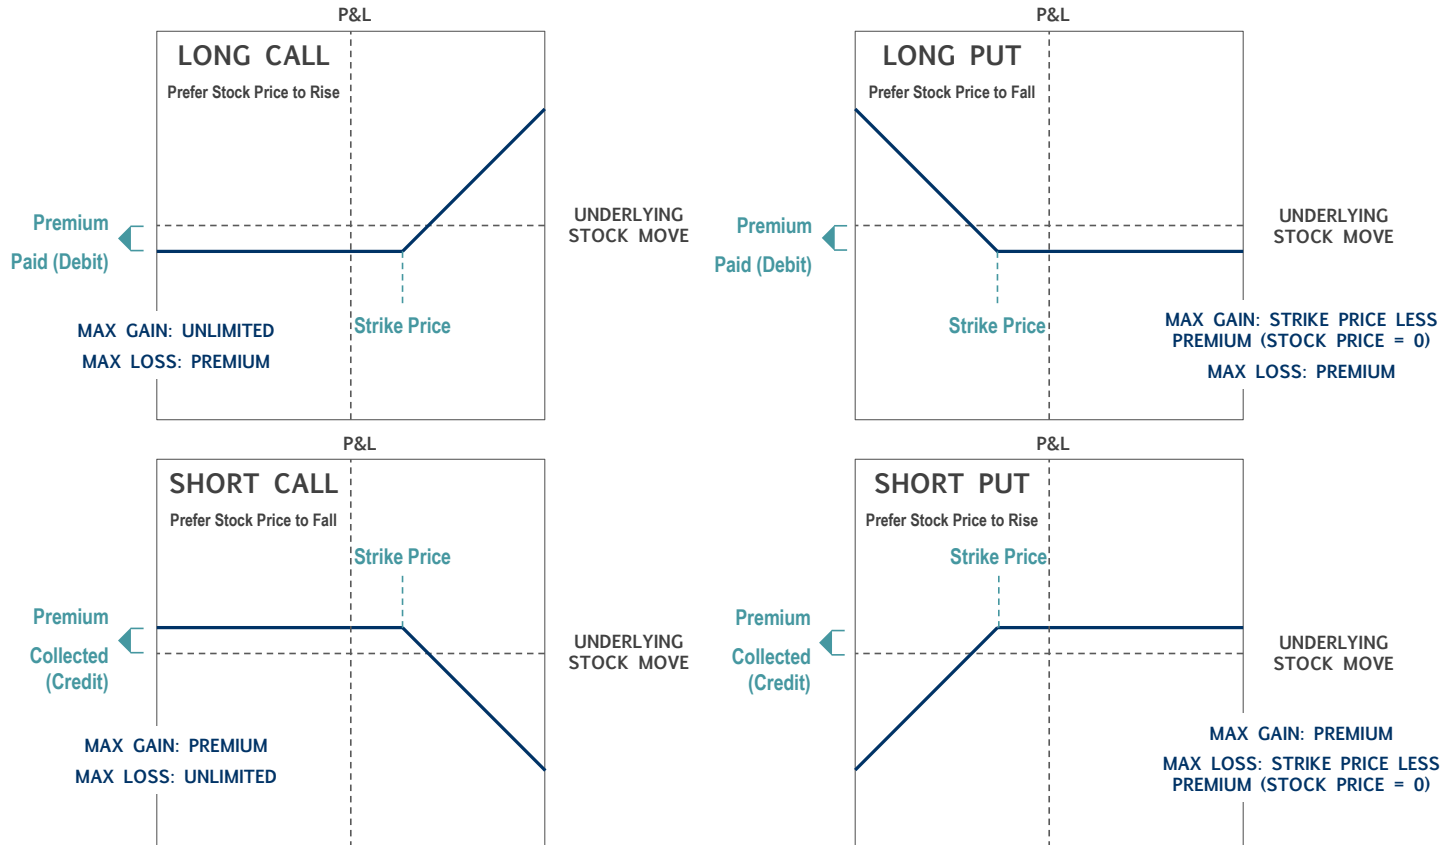 P&L
LONG CALL
Prefer Stock Price to Rise
Premium
Paid (Debit)
UNDERLYING
STOCK MOVE
Strike Price
MAX GAIN: UNLIMITED
MAX LOSS: PREMIUM
P&L
LONG PUT
Prefer Stock Price to Fall
Premium
Paid (Debit)
UNDERLYING
STOCK MOVE
Strike Price
MAX GAIN: STRIKE PRICE LESS
PREMIUM (STOCK PRICE = 0)
MAX LOSS: PREMIUM
P&L
SHORT CALL
Prefer Stock Price to Fall
Strike Price
Premium
Collected
(Credit)
UNDERLYING
STOCK MOVE
MAX GAIN: PREMIUM
MAX LOSS: UNLIMITED
P&L
SHORT PUT
Prefer Stock Price to Rise
Strike Price
Premium
Collected
(Credit)
UNDERLYING
STOCK MOVE
MAX GAIN: PREMIUM
MAX LOSS: STRIKE PRICE LESS
PREMIUM (STOCK PRICE = 0)